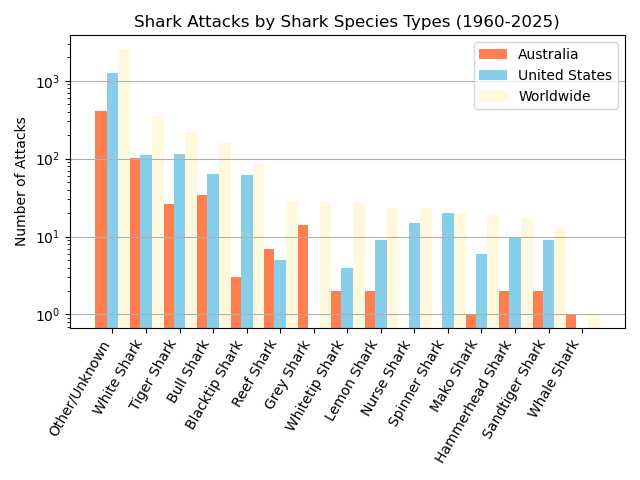 Shark Attacks by Shark Species Types (1960-2025)
Australia
United States
Worldwide
Number of Attacks
10³
10²
10¹
10⁰
Other/Unknown
White Shark
Tiger Shark
Bull Shark
Blacktip Shark
Reef Shark
Grey Shark
Whitetip Shark
Lemon Shark
Nurse Shark
Spinner Shark
Mako Shark
Hammerhead Shark
Sandtiger Shark
Whale Shark